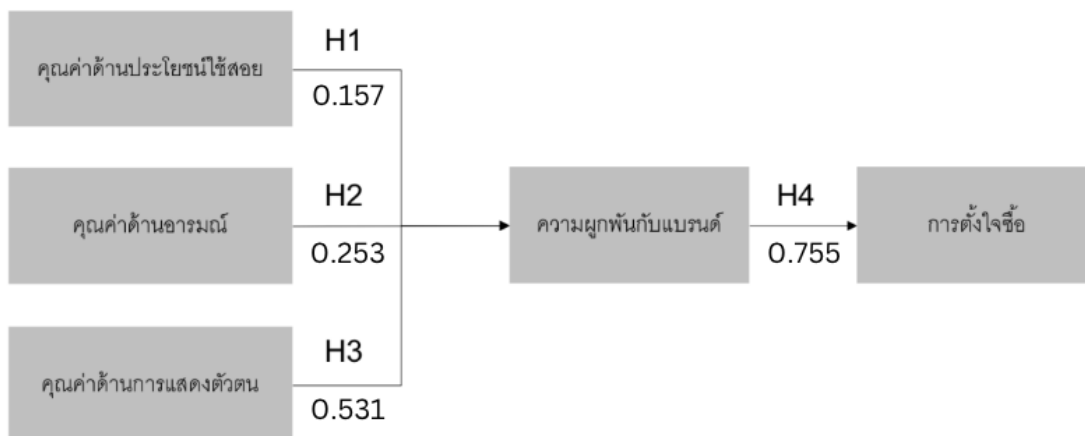 คุณค่าด้านประโยชน์ใช้สอย
H1
0.157
คุณค่าด้านอารมณ์
H2
0.253
คุณค่าด้านการแสดงตัวตน
H3
0.531
ความผูกพันกับแบรนด์
H4
0.755
การตั้งใจซื้อ